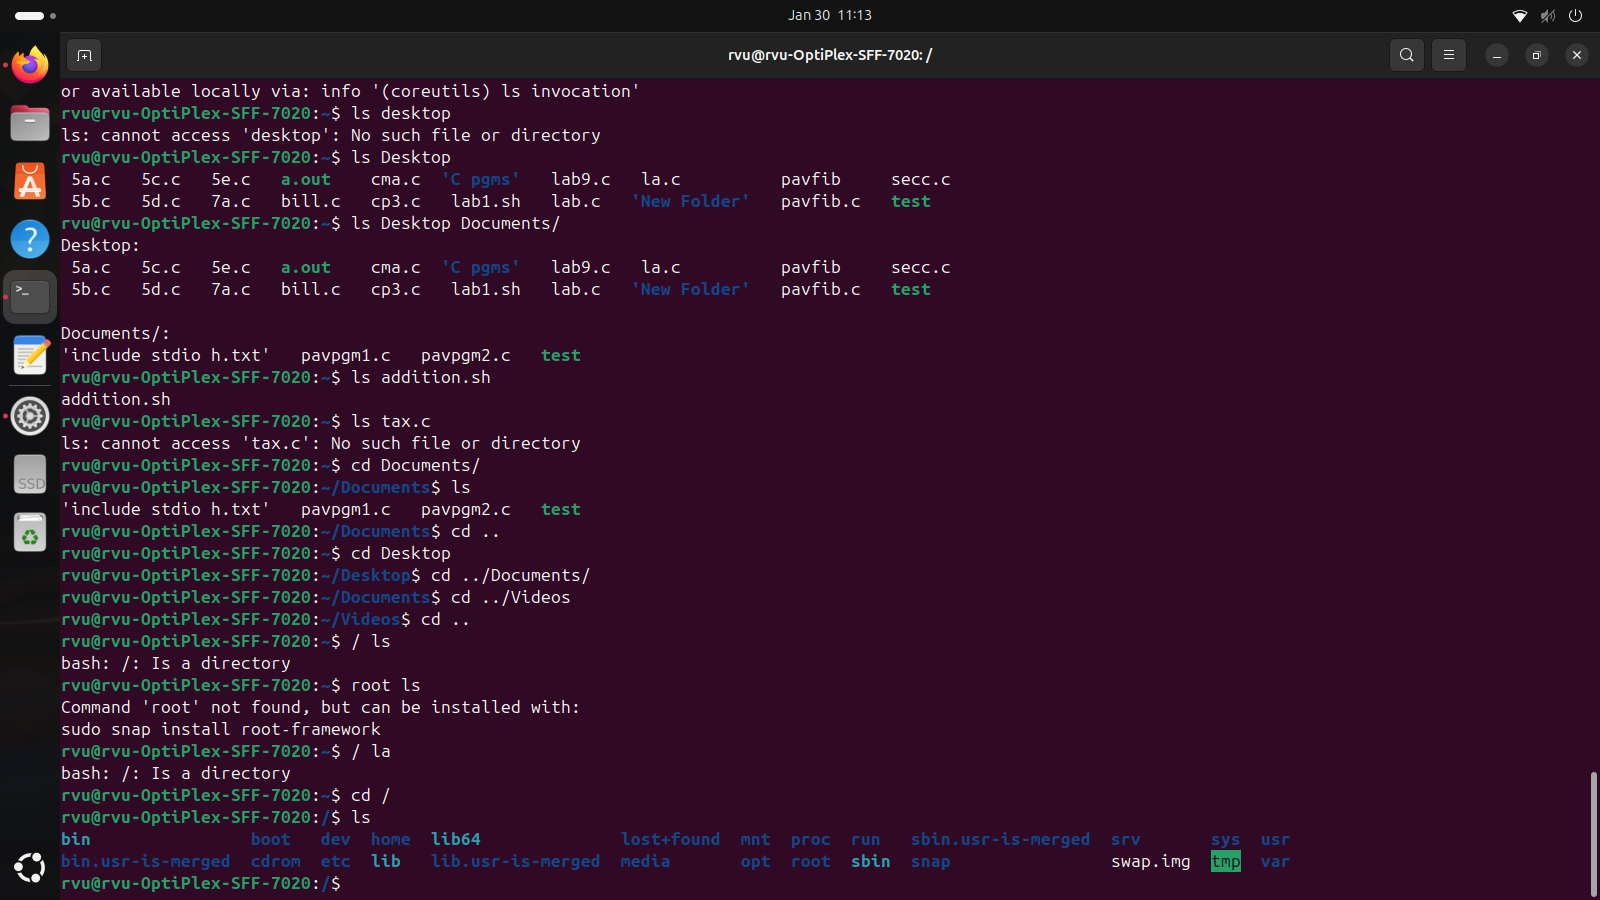 Jan 30 11:13
rvu@rvu-OptiPlex-SFF-7020: /
or available locally via: info '(coreutils) ls invocation'
rvu@rvu-OptiPlex-SFF-7020:~$ ls desktop
ls: cannot access 'desktop': No such file or directory
rvu@rvu-OptiPlex-SFF-7020:~$ ls Desktop
5a.c 5c.c 5e.c a.out cma.c 'C pgms' lab9.c la.c pavfib secc.c
5b.c 5d.c 7a.c bill.c cp3.c lab1.sh lab.c 'New Folder' pavfib.c test
rvu@rvu-OptiPlex-SFF-7020:~$ ls Desktop Documents/
Desktop:
5a.c 5c.c 5e.c a.out cma.c 'C pgms' lab9.c la.c pavfib secc.c
5b.c 5d.c 7a.c bill.c cp3.c lab1.sh lab.c 'New Folder' pavfib.c test
Documents/:
'include stdio h.txt' pavpgm1.c pavpgm2.c test
rvu@rvu-OptiPlex-SFF-7020:~$ ls addition.sh
addition.sh
rvu@rvu-OptiPlex-SFF-7020:~$ ls tax.c
ls: cannot access 'tax.c': No such file or directory
rvu@rvu-OptiPlex-SFF-7020:~$ cd Documents/
rvu@rvu-OptiPlex-SFF-7020:~/Documents$ ls
'include stdio h.txt' pavpgm1.c pavpgm2.c test
rvu@rvu-OptiPlex-SFF-7020:~/Documents$ cd ..
rvu@rvu-OptiPlex-SFF-7020:~$ cd Desktop
rvu@rvu-OptiPlex-SFF-7020:~/Desktop$ cd ../Documents/
rvu@rvu-OptiPlex-SFF-7020:~/Documents$ cd ../Videos
rvu@rvu-OptiPlex-SFF-7020:~/Videos$ cd ..
rvu@rvu-OptiPlex-SFF-7020:~$ / ls
bash: /: Is a directory
rvu@rvu-OptiPlex-SFF-7020:~$ root ls
Command 'root' not found, but can be installed with:
sudo snap install root-framework
rvu@rvu-OptiPlex-SFF-7020:~$ / la
bash: /: Is a directory
rvu@rvu-OptiPlex-SFF-7020:~$ cd /
rvu@rvu-OptiPlex-SFF-7020:/$ ls
bin boot dev home lib64 lost+found mnt proc run sbin.usr-is-merged srv sys usr
bin.usr-is-merged cdrom etc lib lib.usr-is-merged media opt root sbin snap swap.img tmp var
rvu@rvu-OptiPlex-SFF-7020:/$
SSD